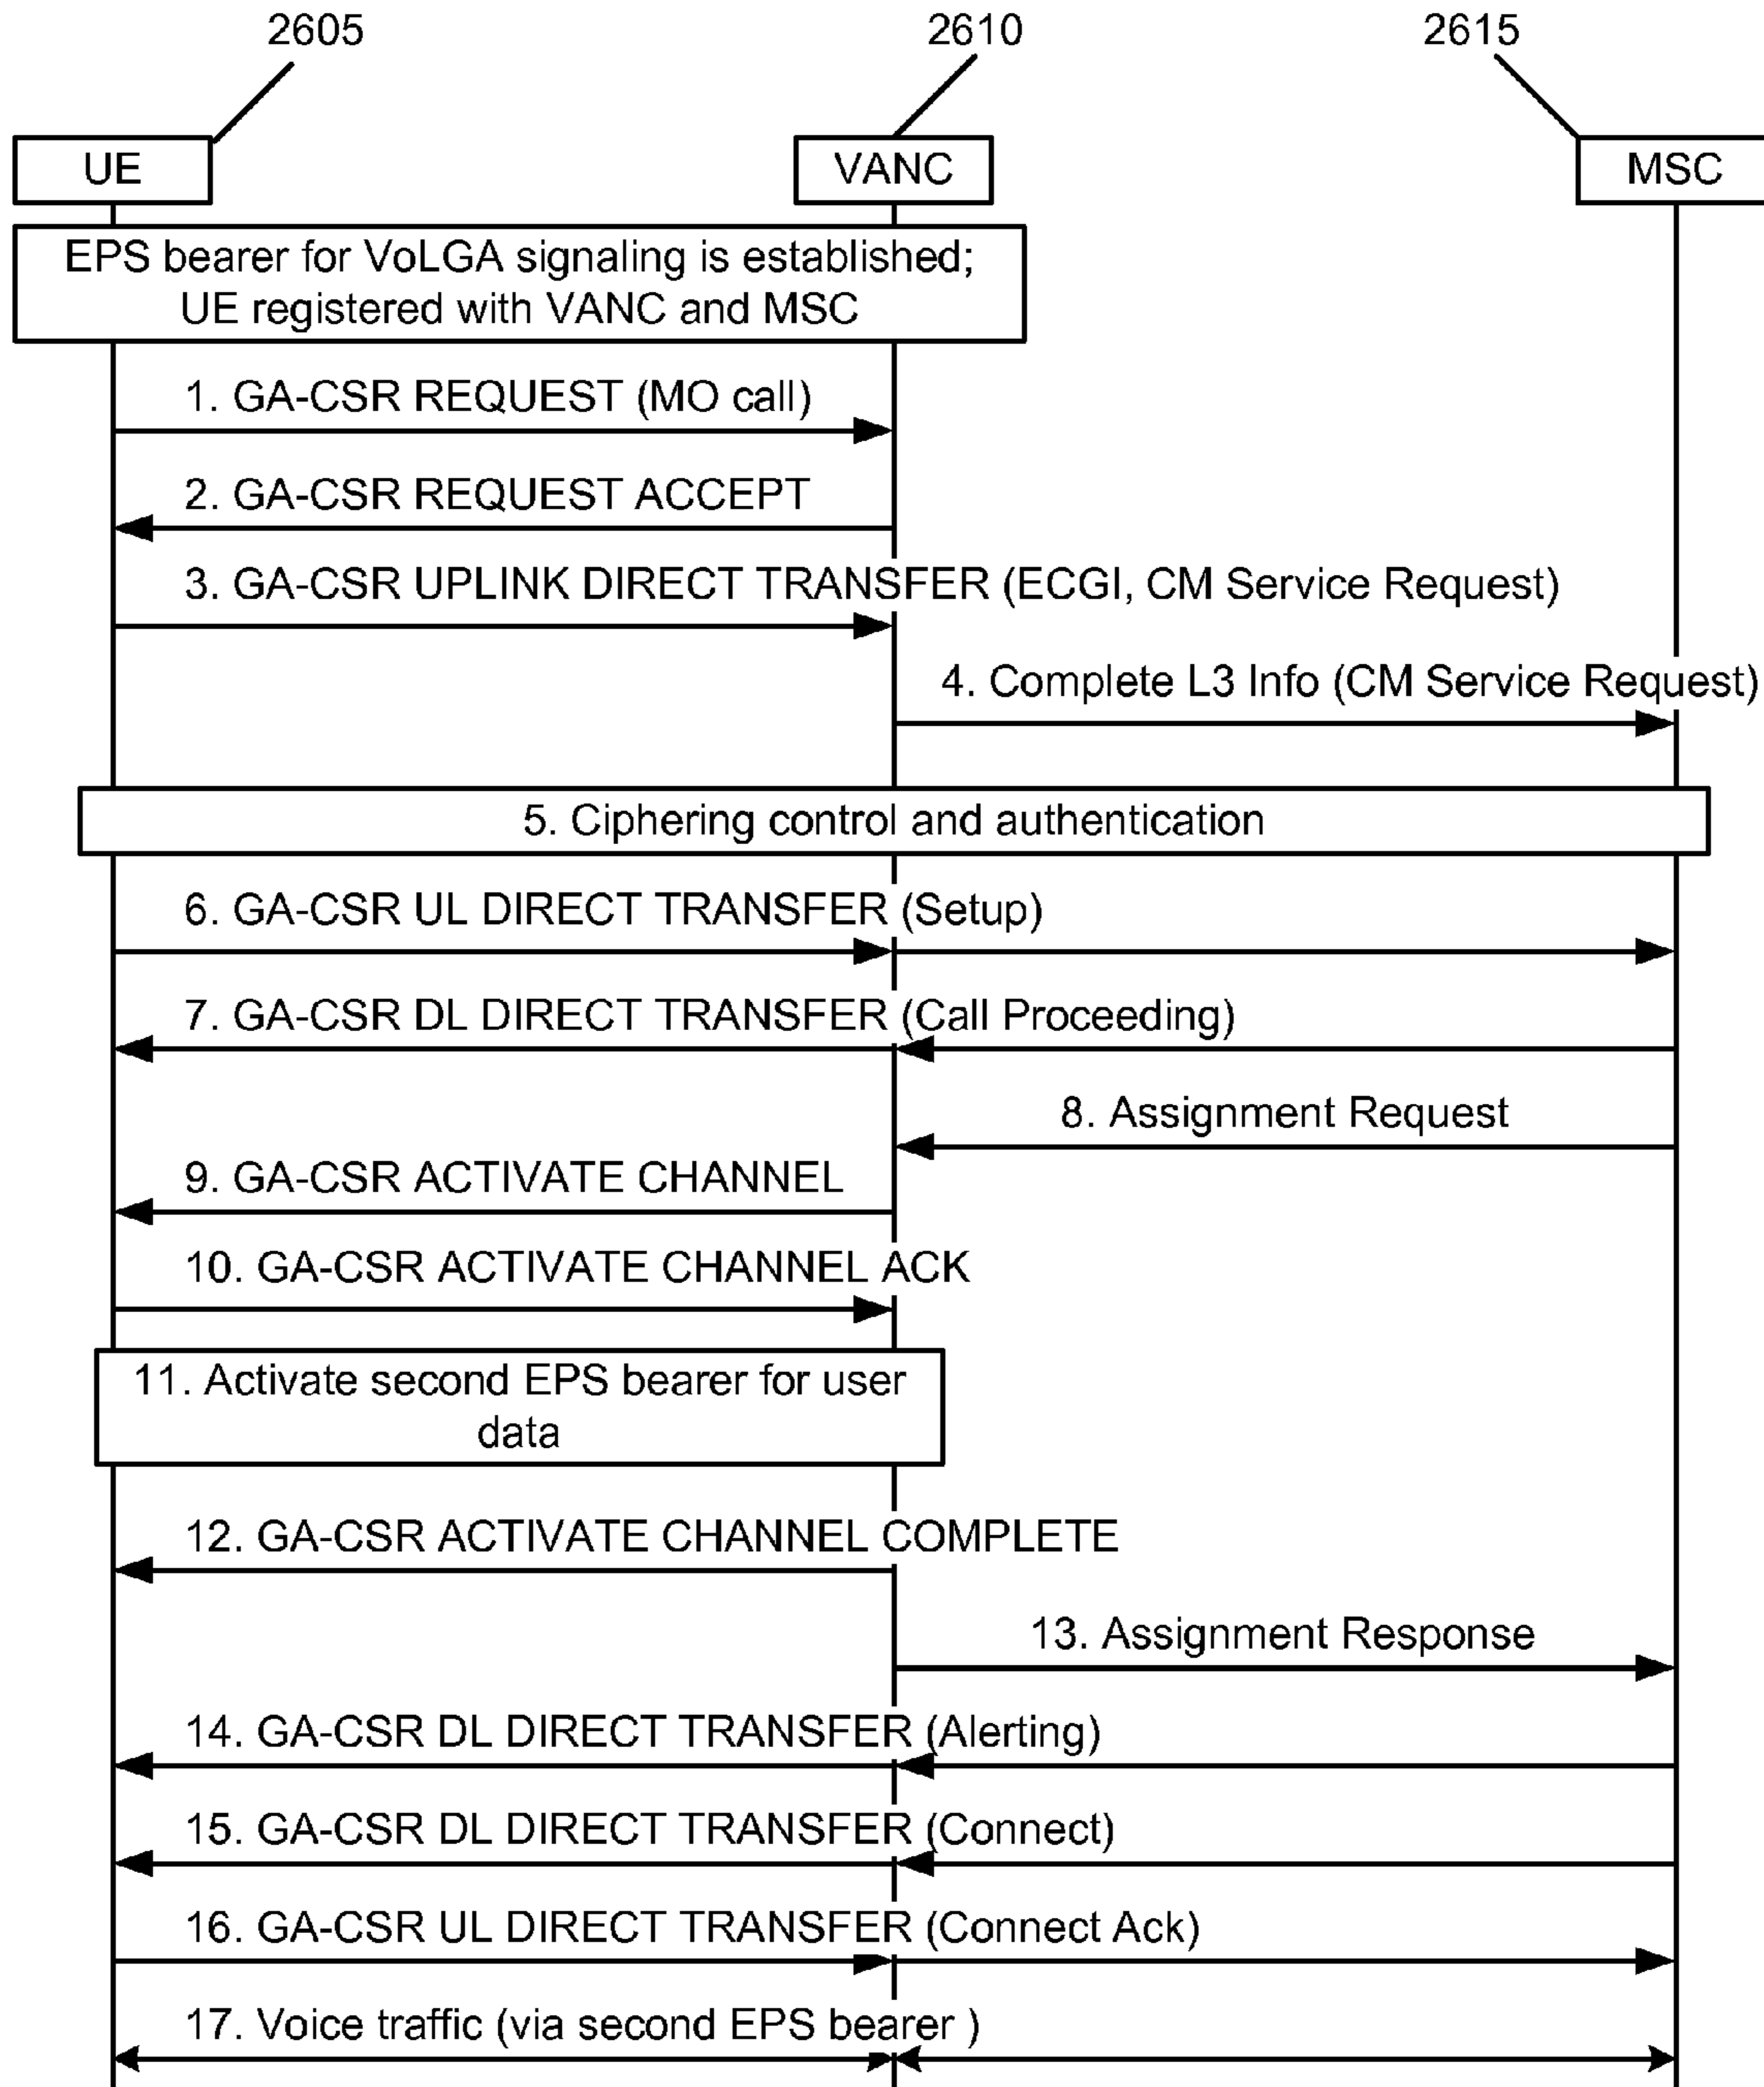 2605
2610
2615
UE
VANC
MSC
EPS bearer for VoLGA signaling is established;
UE registered with VANC and MSC
1. GA-CSR REQUEST (MO call)
2. GA-CSR REQUEST ACCEPT
3. GA-CSR UPLINK DIRECT TRANSFER (ECGI, CM Service Request)
4. Complete L3 Info (CM Service Request)
5. Ciphering control and authentication
6. GA-CSR UL DIRECT TRANSFER (Setup)
7. GA-CSR DL DIRECT TRANSFER (Call Proceeding)
8. Assignment Request
9. GA-CSR ACTIVATE CHANNEL
10. GA-CSR ACTIVATE CHANNEL ACK
11. Activate second EPS bearer for user
data
12. GA-CSR ACTIVATE CHANNEL COMPLETE
13. Assignment Response
14. GA-CSR DL DIRECT TRANSFER (Alerting)
15. GA-CSR DL DIRECT TRANSFER (Connect)
16. GA-CSR UL DIRECT TRANSFER (Connect Ack)
17. Voice traffic (via second EPS bearer )